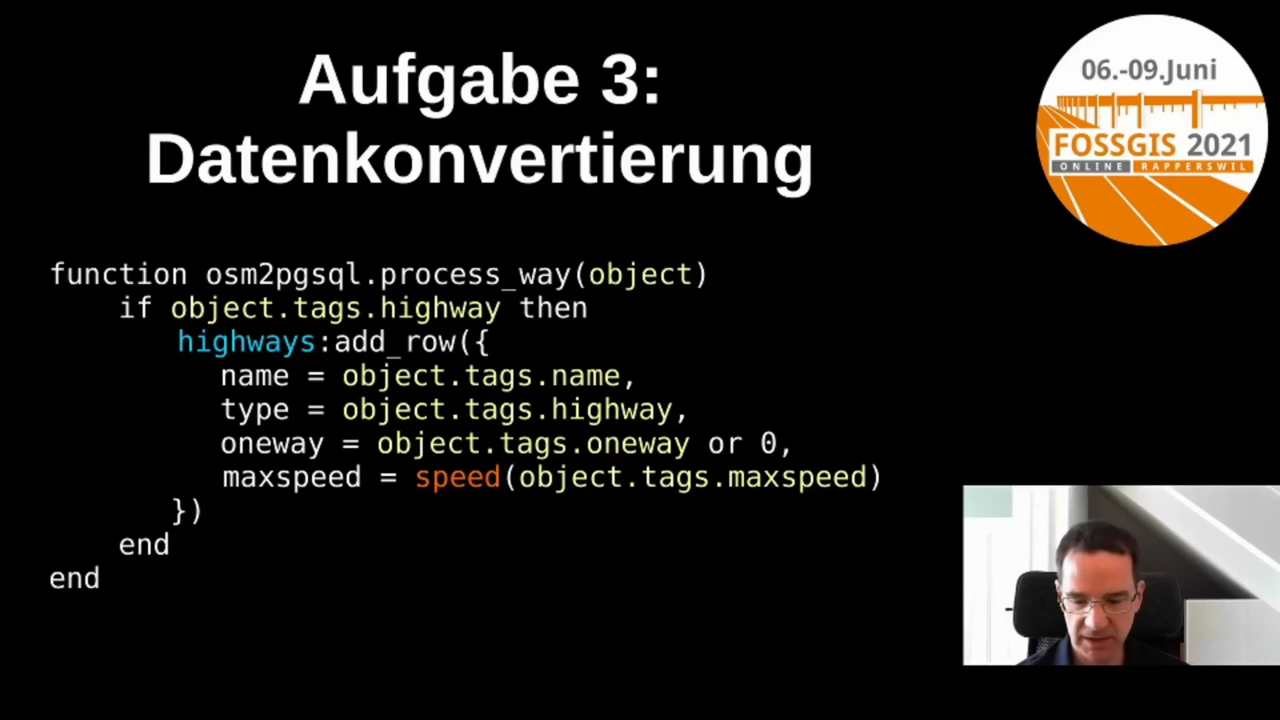 Aufgabe 3:
Datenkonvertierung
06.-09.Juni
FOSSGIS 2021
ONLINE RAPPERSWIL
function osm2pgsql.process_way(object)
    if object.tags.highway then
        highways:add_row({
            name = object.tags.name,
            type = object.tags.highway,
            oneway = object.tags.oneway or 0,
            maxspeed = speed(object.tags.maxspeed)
        })
    end
end